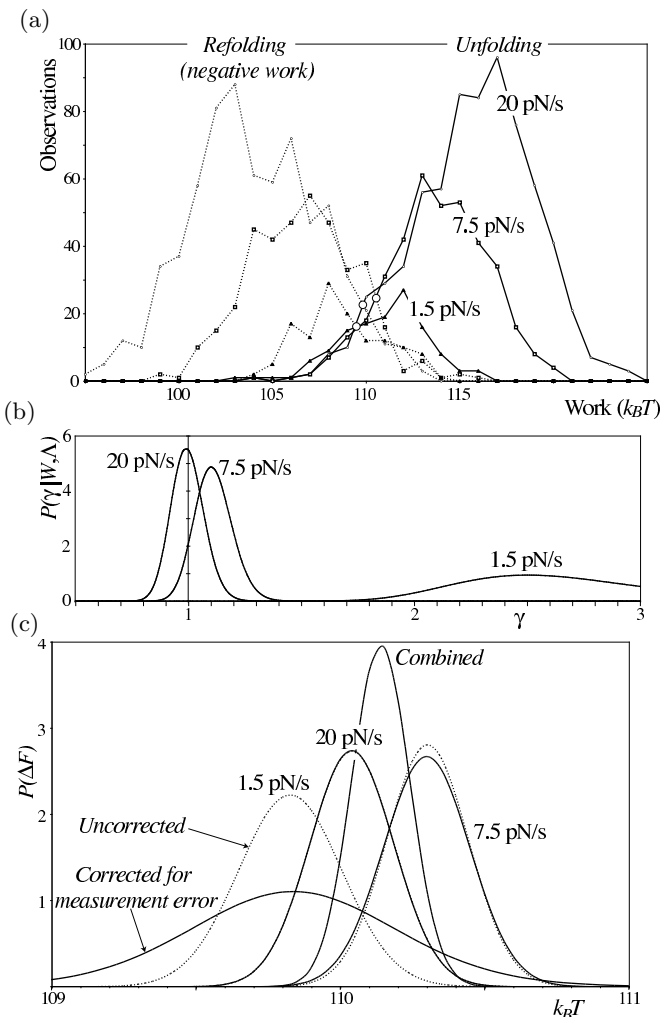 (a)
100
Refolding
Unfolding
(negative work)
Observations
80
20 pN/s
60
7.5 pN/s
40
1.5 pN/s
20
0
100
105
110
115
Work (kBT)
(b)
6
20 pN/s
7.5 pN/s
P(γ|W,Λ)
4
2
1.5 pN/s
0
1
2
γ
3
(c)
4
Combined
3
20 pN/s
P(ΔF)
1.5 pN/s
2
Uncorrected
7.5 pN/s
Corrected for
measurement error
1
109
110
kBT
111